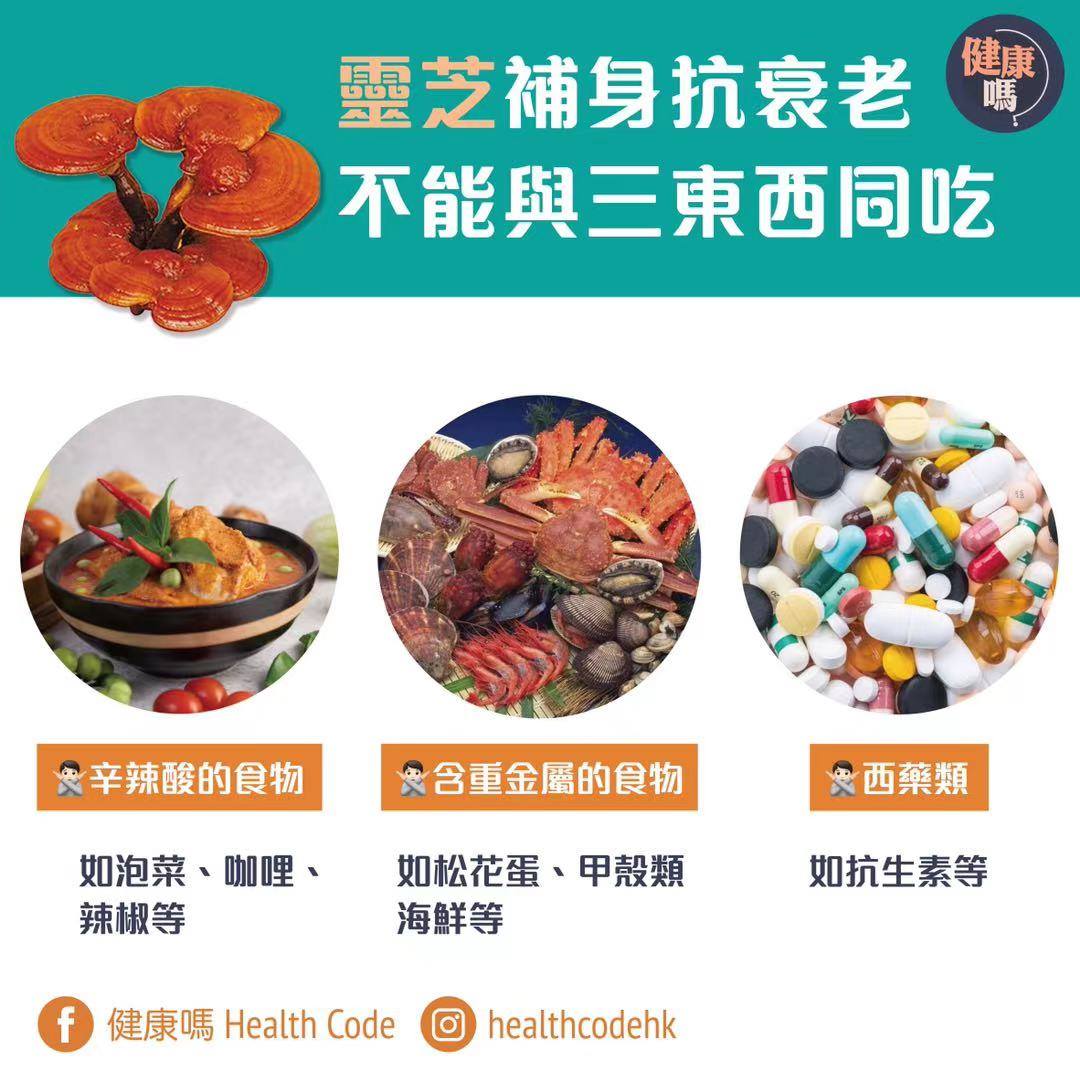 靈芝補身抗衰老
不能與三東西同吃
健康
嗎?
辛辣酸的食物
含重金屬的食物
西藥類
如泡菜、咖哩、
辣椒等
如松花蛋、甲殼類
海鮮等
如抗生素等
健康嗎 Health Code
healthcodehk